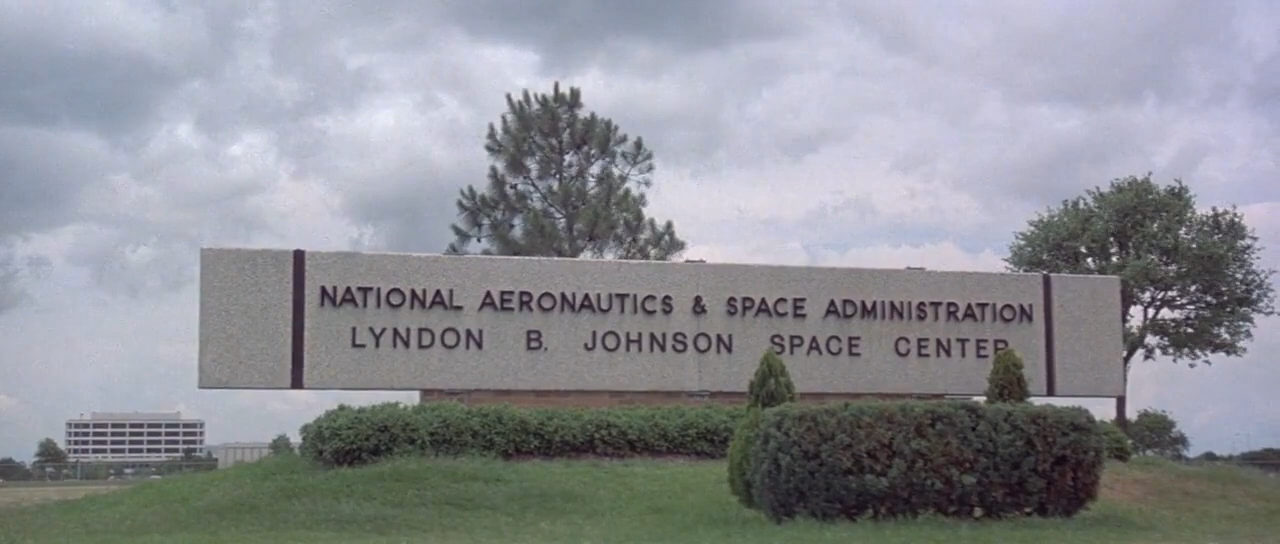 NATIONAL AERONAUTICS & SPACE ADMINISTRATION
LYNDON B. JOHNSON SPACE CENTER